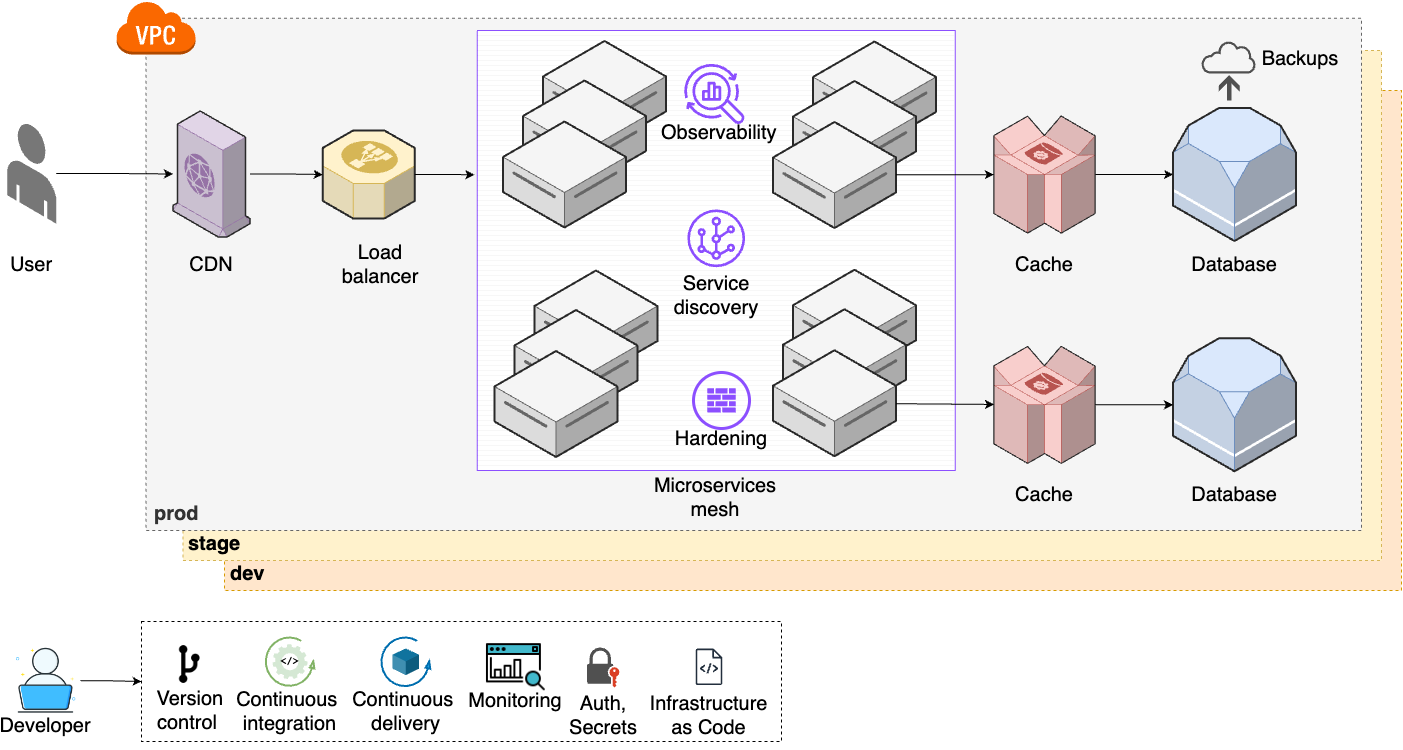 VPC
Backups
Observability
User
CDN
Load
balancer
Service
discovery
Cache
Database
Hardening
Microservices
mesh
Cache
Database
prod
stage
dev
Developer
Version
control
Continuous
integration
Continuous
delivery
Monitoring
Auth,
Secrets
Infrastructure
as Code